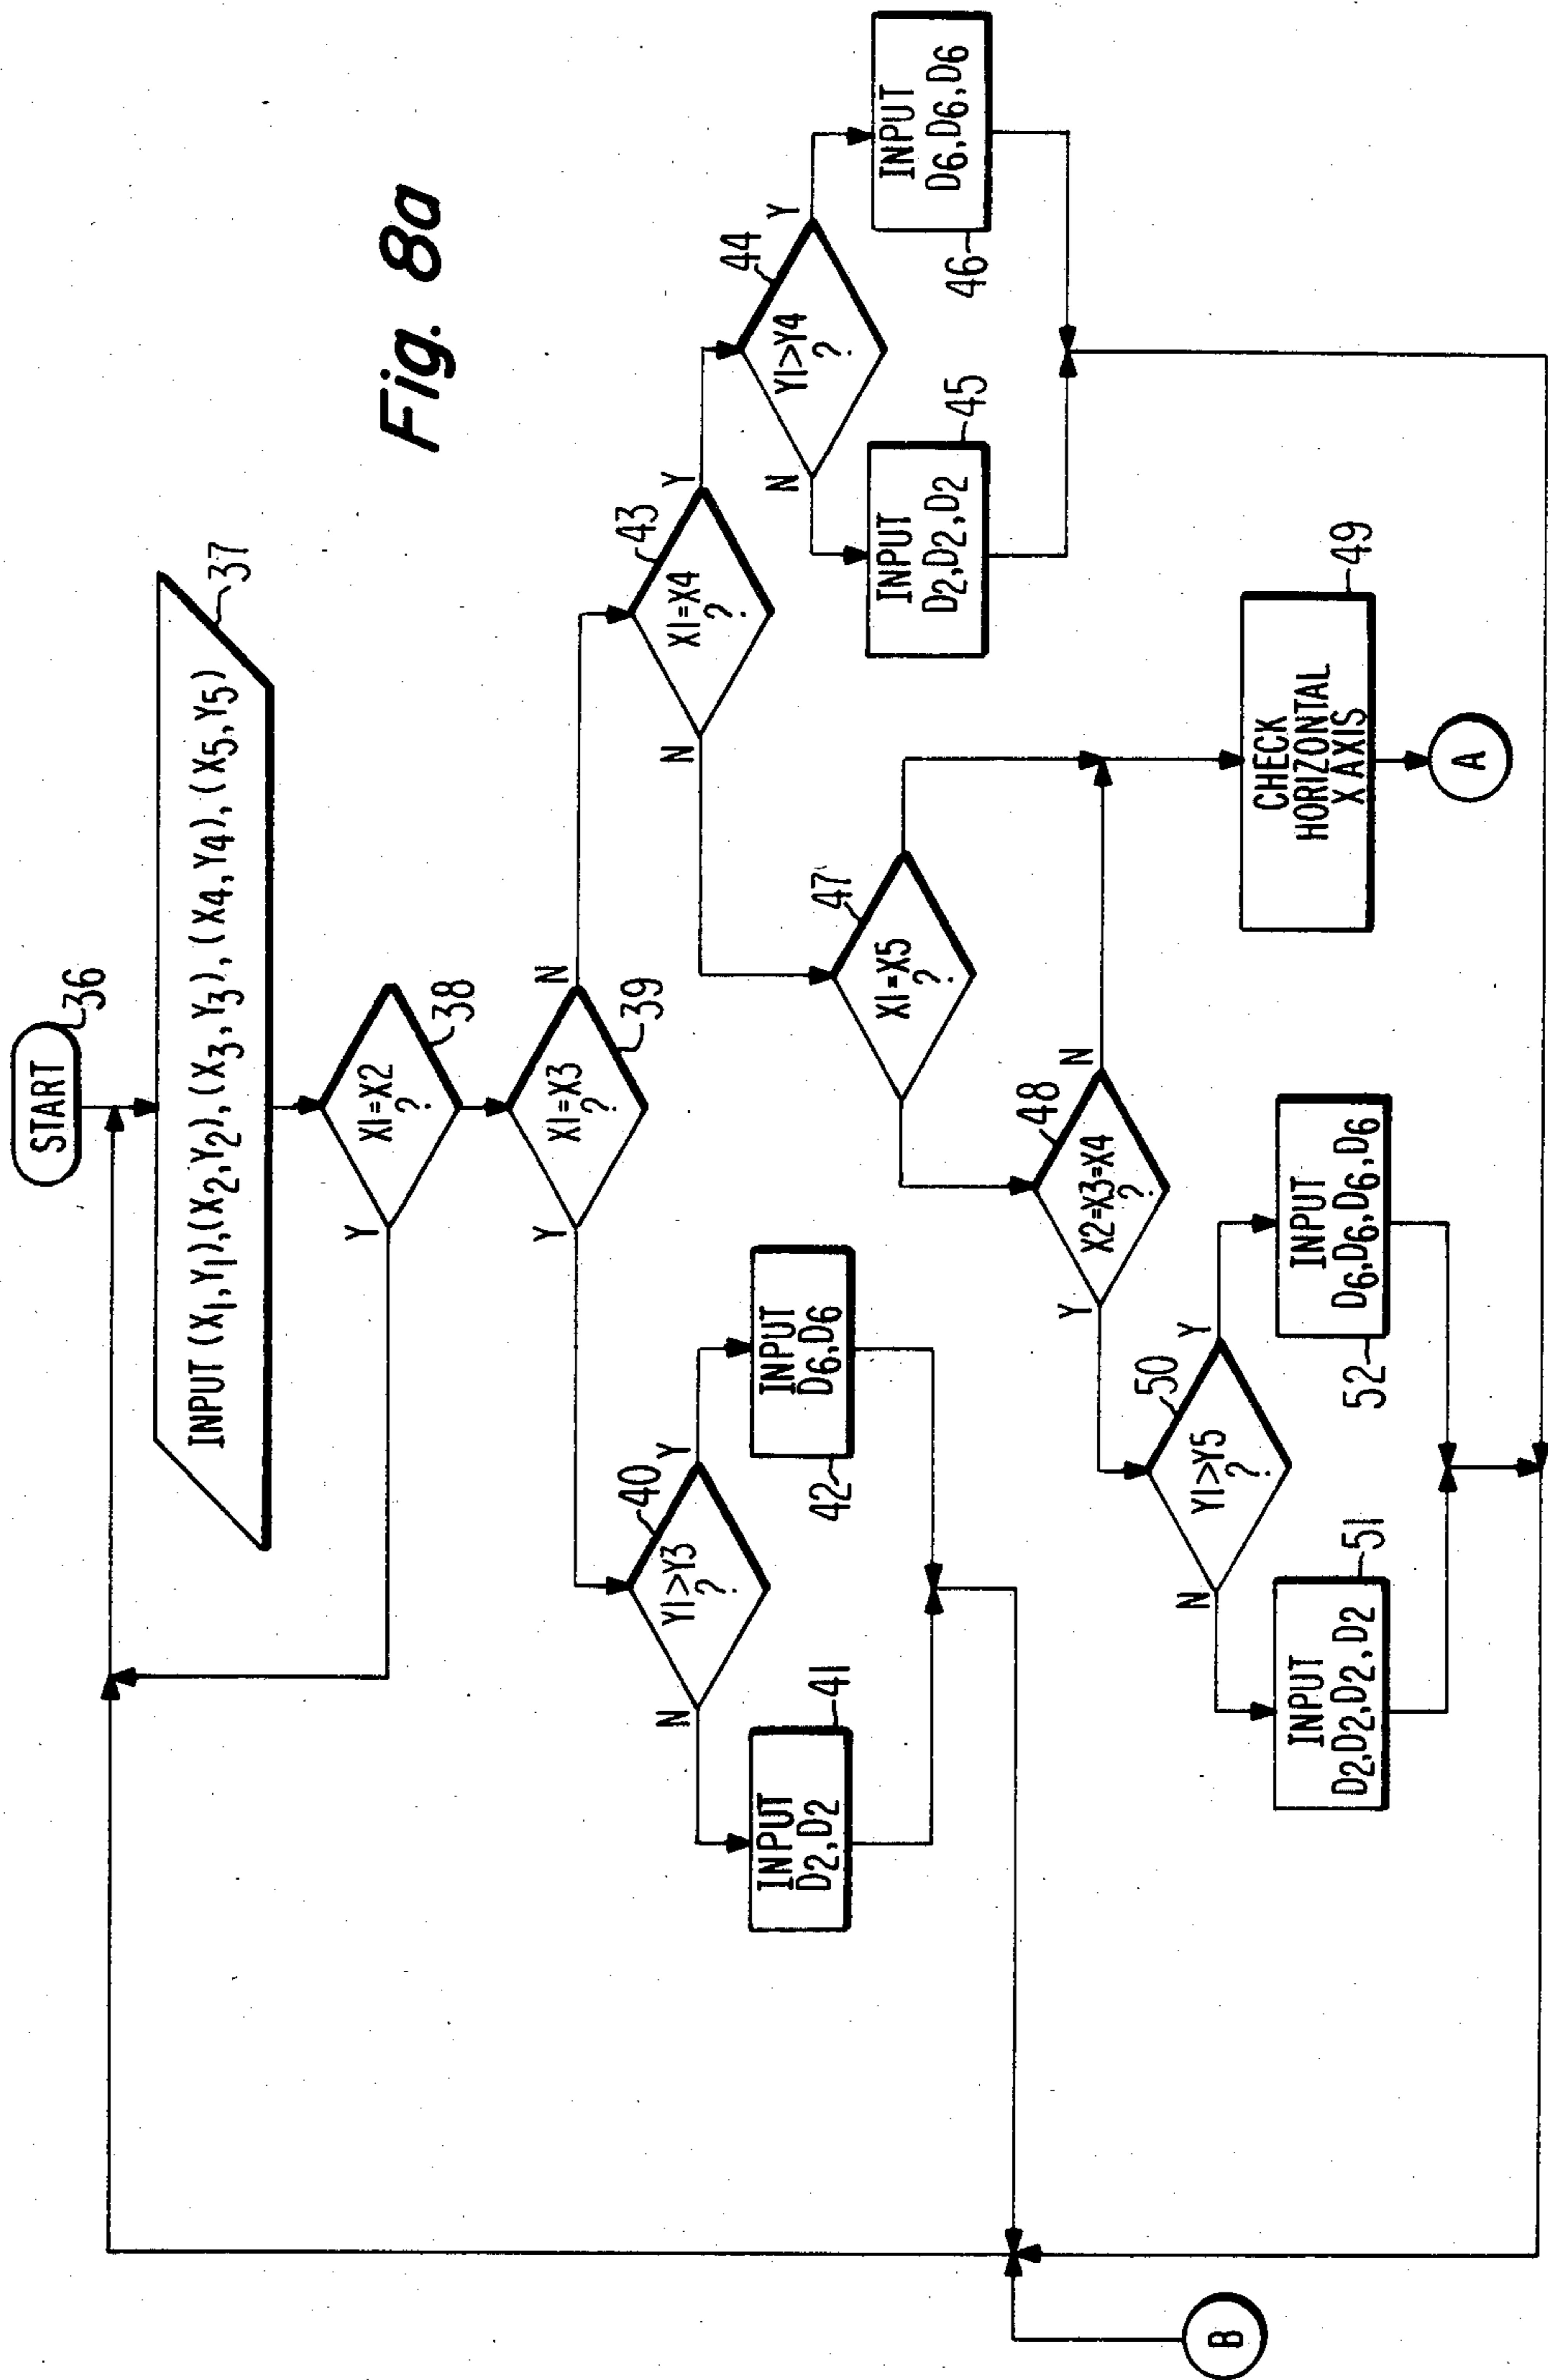 Fig. 8a
START
36
INPUT (X1,Y1),(X2,Y2),(X3,Y3),(X4,Y4),(X5,Y5)
37
X1=X2
?
38
Y
X1=X3
?
39
Y
N
Y1>Y3
?
40
N
Y
INPUT
D2,D2
41
INPUT
D6,D6
42
X1=X4
?
43
N
Y
Y1>Y4
?
44
N
Y
INPUT
D2,D2,D2
45
INPUT
D6,D6,D6
46
X1=X5
?
47
X2=X3=X4
?
48
Y
N
CHECK
HORIZONTAL
X AXIS
49
A
Y1>Y5
?
50
N
Y
INPUT
D2,D2,D2,D2
51
INPUT
D6,D6,D6,D6
52
B